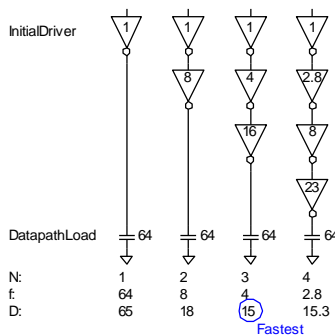 InitialDriver 1 1 1 1
8 4 2.8
16 8
23
DatapathLoad 64 64 64 64
N: 1 2 3 4
f: 64 8 4 2.8
D: 65 18 15 15.3
Fastest